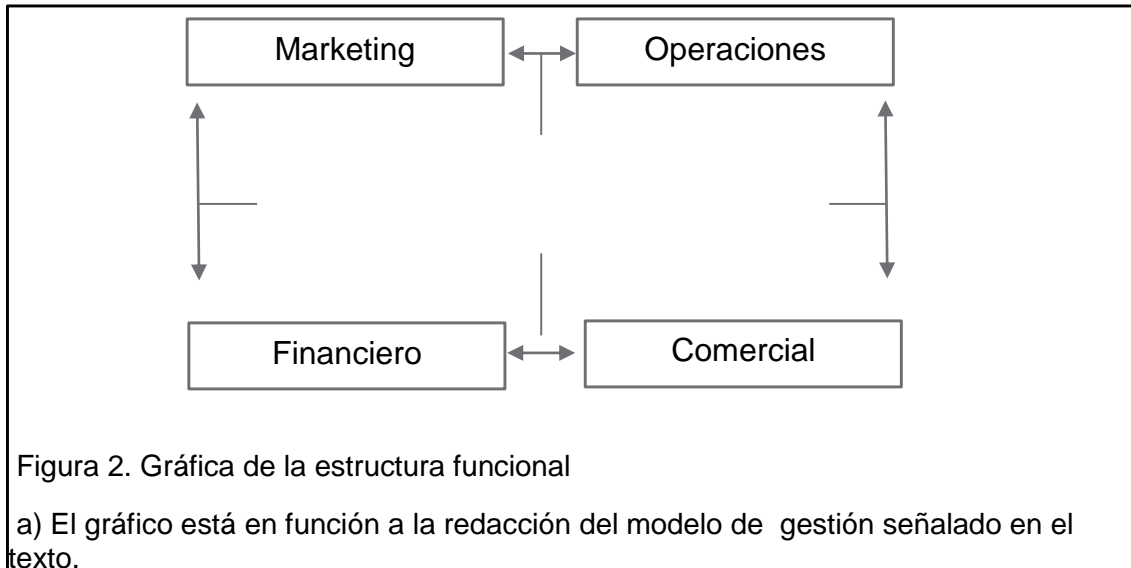 Marketing
Operaciones
Financiero
Comercial
Figura 2. Gráfica de la estructura funcional
a) El gráfico está en función a la redacción del modelo de gestión señalado en el
texto.